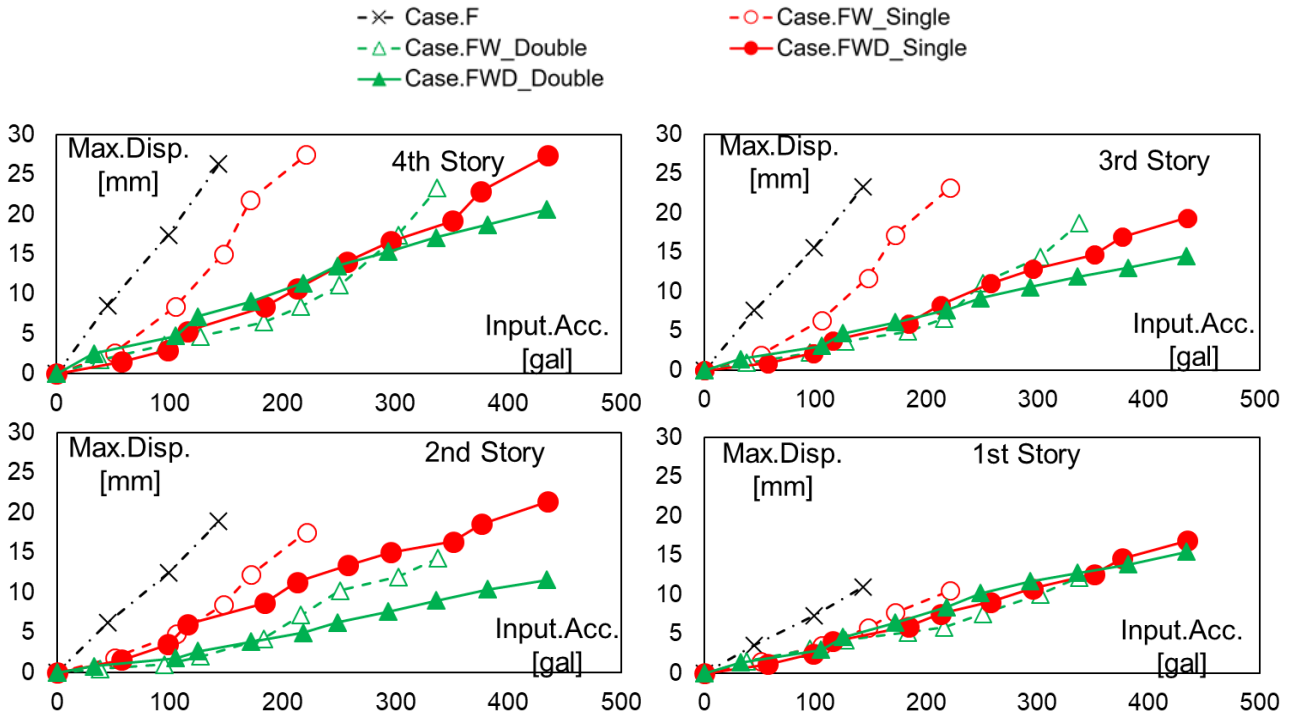 Case.F
Case.FW_Single
Case.FW_Double
Case.FWD_Single
Case.FWD_Double
30
25
20
15
10
5
0
Max.Disp.
[mm]
4th Story
Input.Acc.
[gal]
0 100 200 300 400 500
30
25
20
15
10
5
0
Max.Disp.
[mm]
3rd Story
Input.Acc.
[gal]
0 100 200 300 400 500
30
25
20
15
10
5
0
Max.Disp.
[mm]
2nd Story
Input.Acc.
[gal]
0 100 200 300 400 500
30
25
20
15
10
5
0
Max.Disp.
[mm]
1st Story
Input.Acc.
[gal]
0 100 200 300 400 500